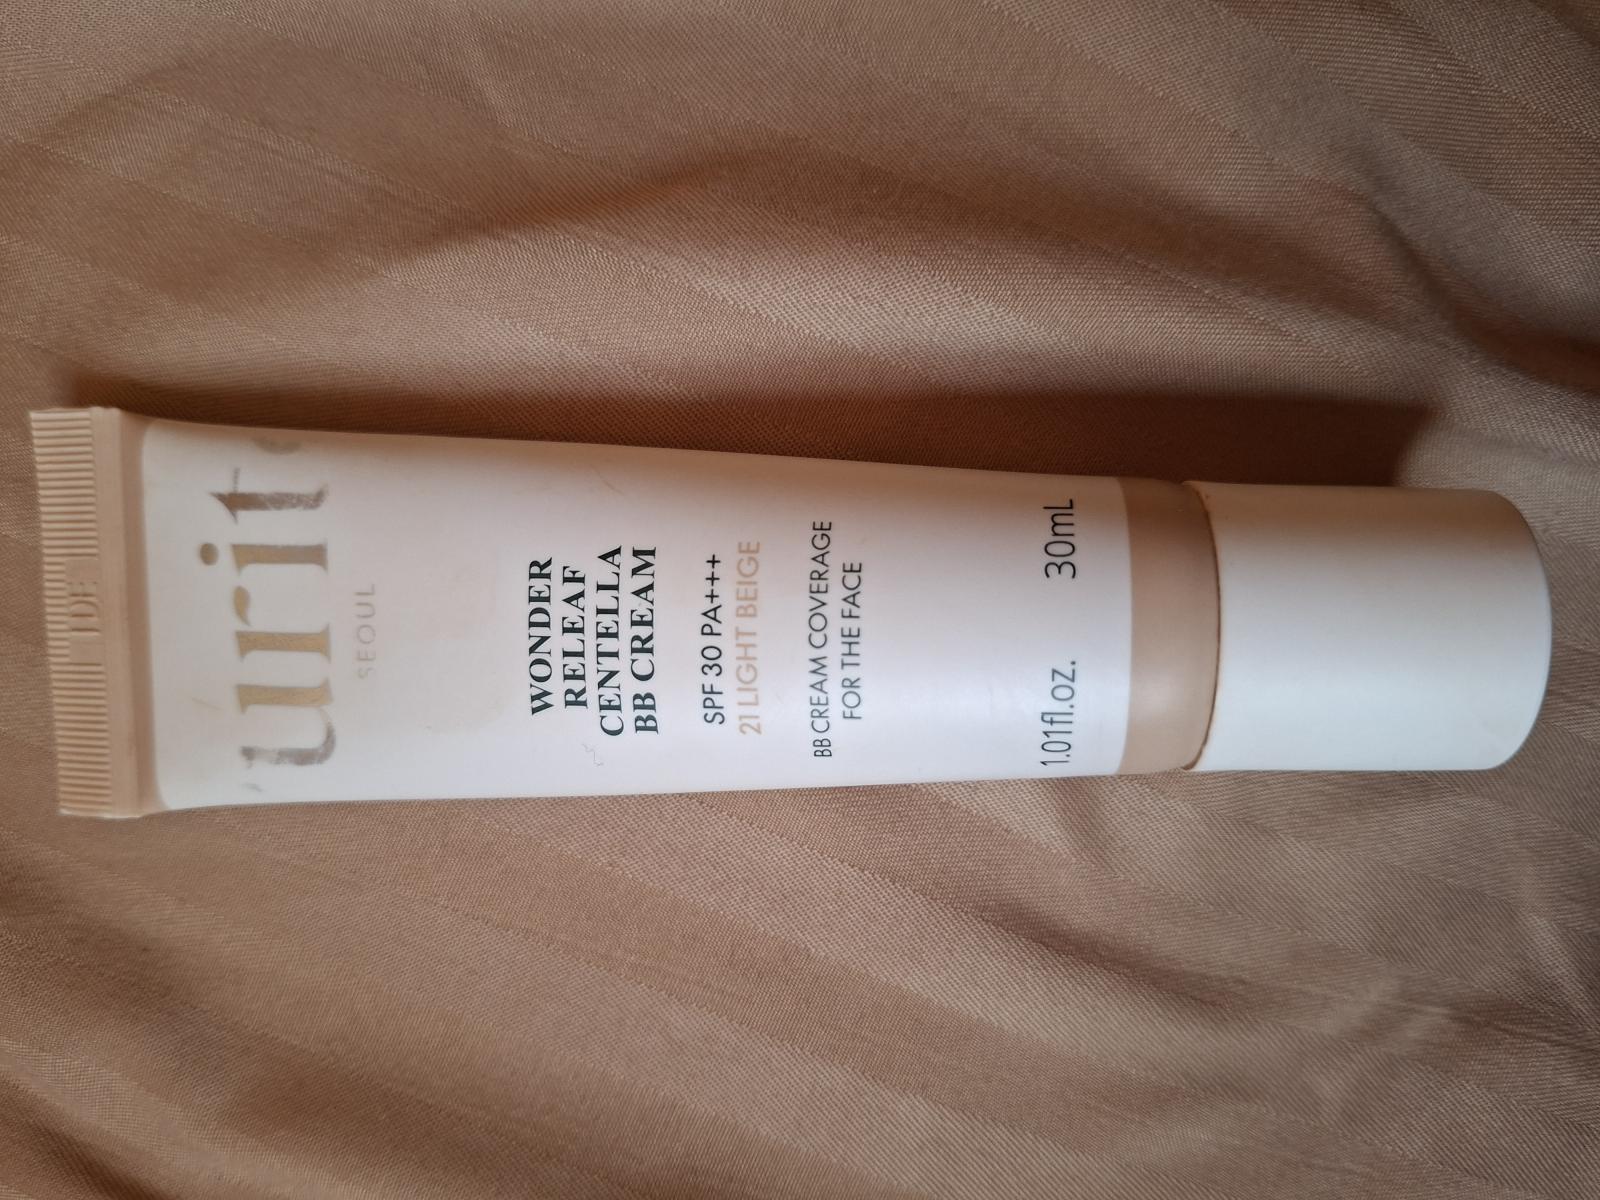 SEOUL
WONDER
RELEAF
CENTELLA
BB CREAM
SPF 30 PA+++
21 LIGHT BEIGE
BB CREAM COVERAGE
FOR THE FACE
1.01fl.oz. 30mL